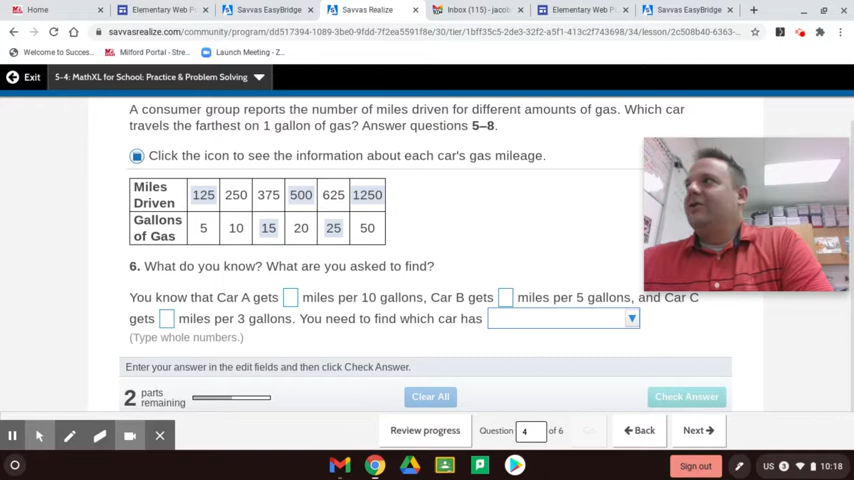 Home
Elementary Web P
Savvas EasyBridge
Savvas Realize
Inbox (115) - jacob
Elementary Web P
Savvas EasyBridge
savvasrealize.com/community/program/dd517394-1089-3962-0-9fdd-7f2ea5591f8e/30/tier/1bff35c5-2de3-32f2-a5f1-413c2f743968/34/lesson/2c508b40-6363-
Welcome to Succes...
Milford Portal - Stre...
Launch Meeting - Z...
Exit
5-4: MathXL for School: Practice & Problem Solving
A consumer group reports the number of miles driven for different amounts of gas. Which car
travels the farthest on 1 gallon of gas? Answer questions 5–8.
Click the icon to see the information about each car's gas mileage.
Miles Driven 125 250 375 500 625 1250
Gallons of Gas 5 10 15 20 25 50
6. What do you know? What are you asked to find?
You know that Car A gets miles per 10 gallons, Car B gets miles per 5 gallons, and Car C
gets miles per 3 gallons. You need to find which car has
(Type whole numbers.)
Enter your answer in the edit fields and then click Check Answer.
2 parts remaining
Clear All
Check Answer
Review progress
Question 4 of 6
Go
Back
Next
Sign out
US 3 10:18